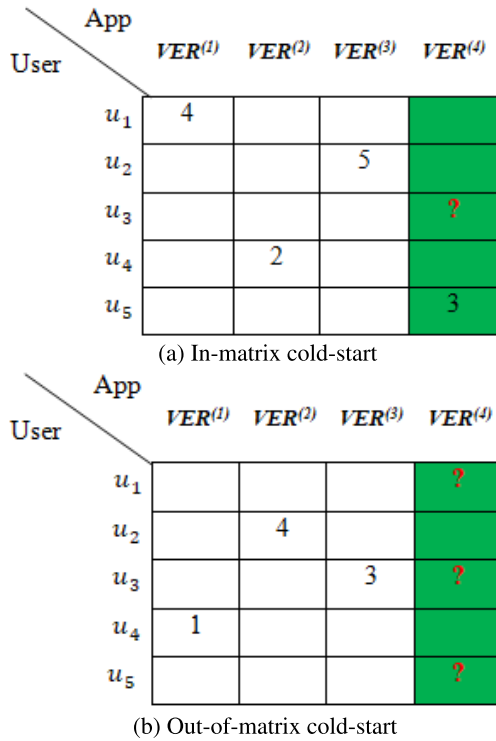 App
User VER(1) VER(2) VER(3) VER(4)
u1 4
u2 5
u3 ?
u4 2
u5 3
(a) In-matrix cold-start
App
User VER(1) VER(2) VER(3) VER(4)
u1 ?
u2 4
u3 3 ?
u4 1
u5 ?
(b) Out-of-matrix cold-start